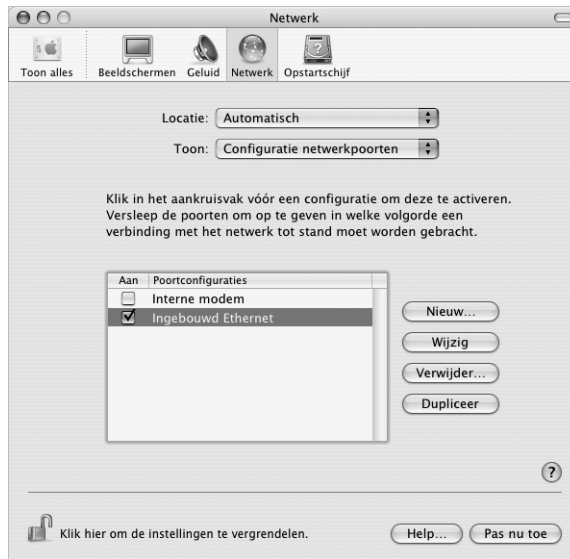 Netwerk
Toon alles
Beeldschermen
Geluid
Netwerk
Opstartschijf
Locatie: Automatisch
Toon: Configuratie netwerkpoorten
Klik in het aankruisvak vóór een configuratie om deze te activeren.
Versleep de poorten om op te geven in welke volgorde een
verbinding met het netwerk tot stand moet worden gebracht.
Aan Poortconfiguraties
Interne modem
Ingebouwd Ethernet
Nieuw...
Wijzig
Verwijder...
Dupliceer
?
Klik hier om de instellingen te vergrendelen.
Help... Pas nu toe